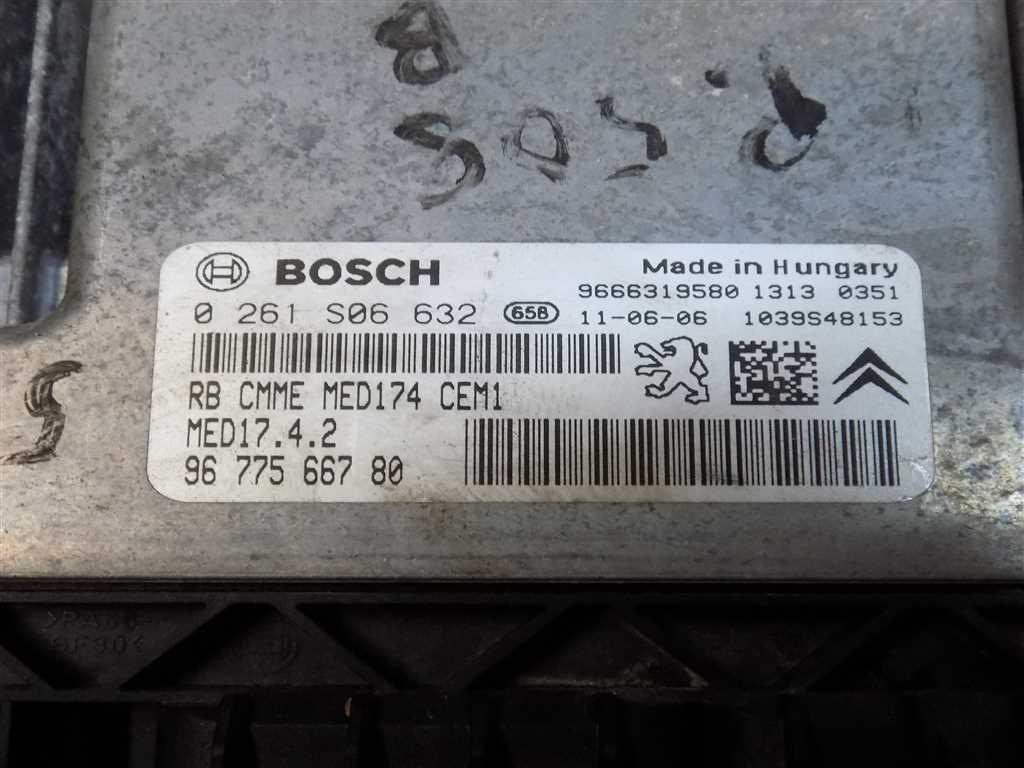 BOSCH
Made in Hungary
9666319580 1313 0351
0 261 S06 632 658 11-06-06 1039S48153
RB CMME MED174 CEM1
MED17.4.2
96 775 667 80